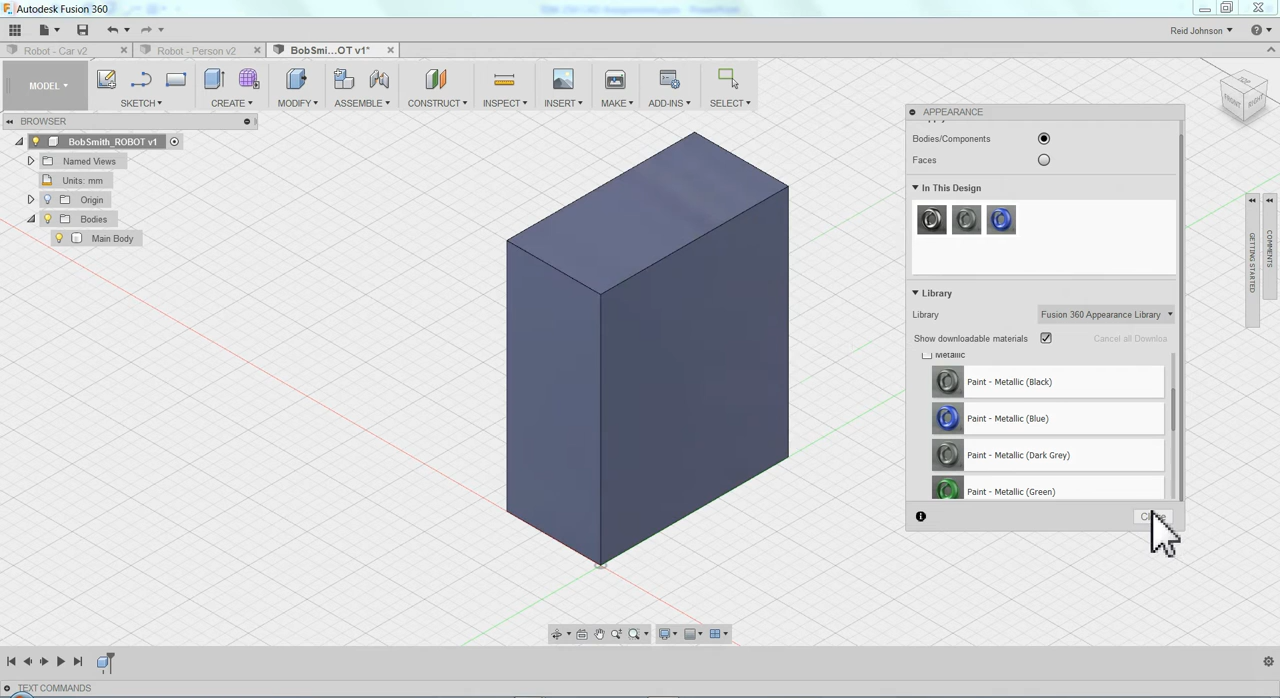 Autodesk Fusion 360
Reid Johnson
Robot - Car v2
Robot - Person v2
BobSmi...OT v1*
MODEL
SKETCH
CREATE
MODIFY
ASSEMBLE
CONSTRUCT
INSPECT
INSERT
MAKE
ADD-INS
SELECT
BROWSER
BobSmith_ROBOT v1
Named Views
Units: mm
Origin
Bodies
Main Body
TOP
FRONT
RIGHT
APPEARANCE
Bodies/Components
Faces
In This Design
Library
Library
Fusion 360 Appearance Library
Show downloadable materials
Cancel all Downloa
Metallic
Paint - Metallic (Black)
Paint - Metallic (Blue)
Paint - Metallic (Dark Grey)
Paint - Metallic (Green)
GETTING STARTED
COMMENTS
TEXT COMMANDS